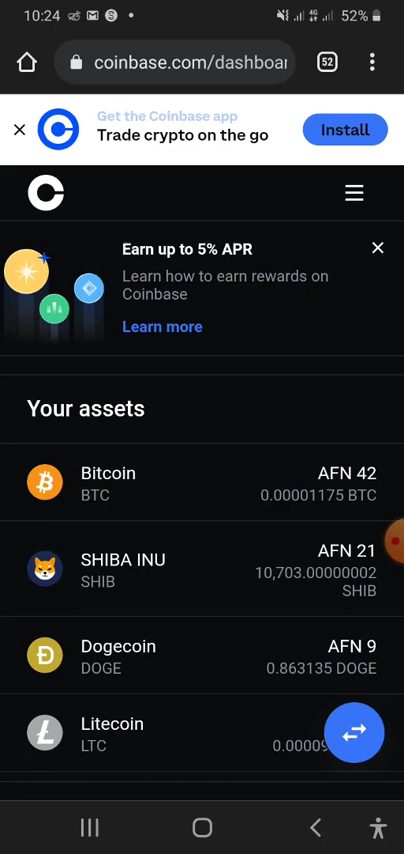 10:24
4G
52%
coinbase.com/dashboar
52
Get the Coinbase app
Trade crypto on the go
Install
Earn up to 5% APR
Learn how to earn rewards on
Coinbase
Learn more
Your assets
Bitcoin
AFN 42
BTC
0.00001175 BTC
SHIBA INU
AFN 21
SHIB
10,703.00000002
SHIB
Dogecoin
AFN 9
DOGE
0.863135 DOGE
Litecoin
LTC
0.00009